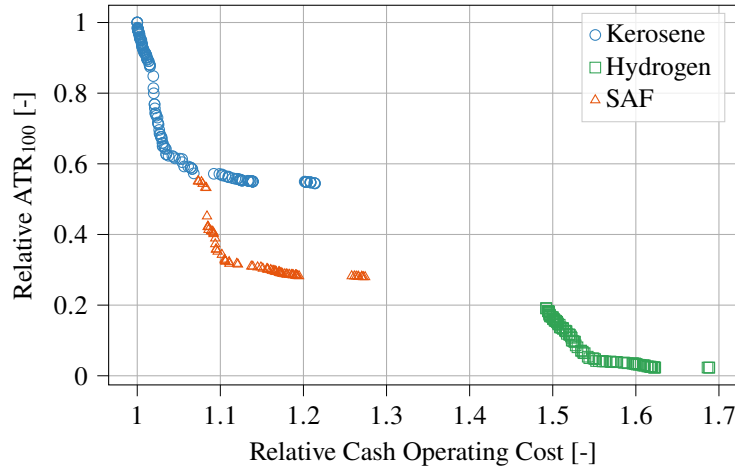 1
0.8
0.6
0.4
0.2
0
Relative ATR100 [-]
Kerosene
Hydrogen
SAF
1 1.1 1.2 1.3 1.4 1.5 1.6 1.7
Relative Cash Operating Cost [-]